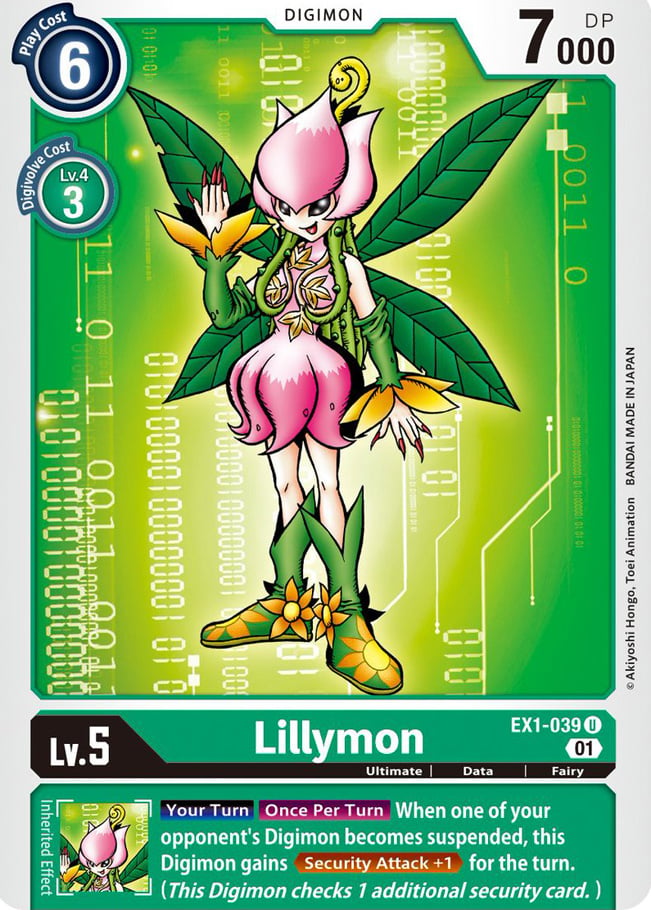 DIGIMON
Play Cost
6
7000
DP
Digivolve Cost
Lv.4
3
© Akiyoshi Hongo, Toei Animation BANDAI MADE IN JAPAN
Lv.5
Lillymon
EX1-039 U
01
Ultimate | Data | Fairy
Inherited Effect
Your Turn Once Per Turn When one of your
opponent's Digimon becomes suspended, this
Digimon gains Security Attack +1 for the turn.
(This Digimon checks 1 additional security card. )